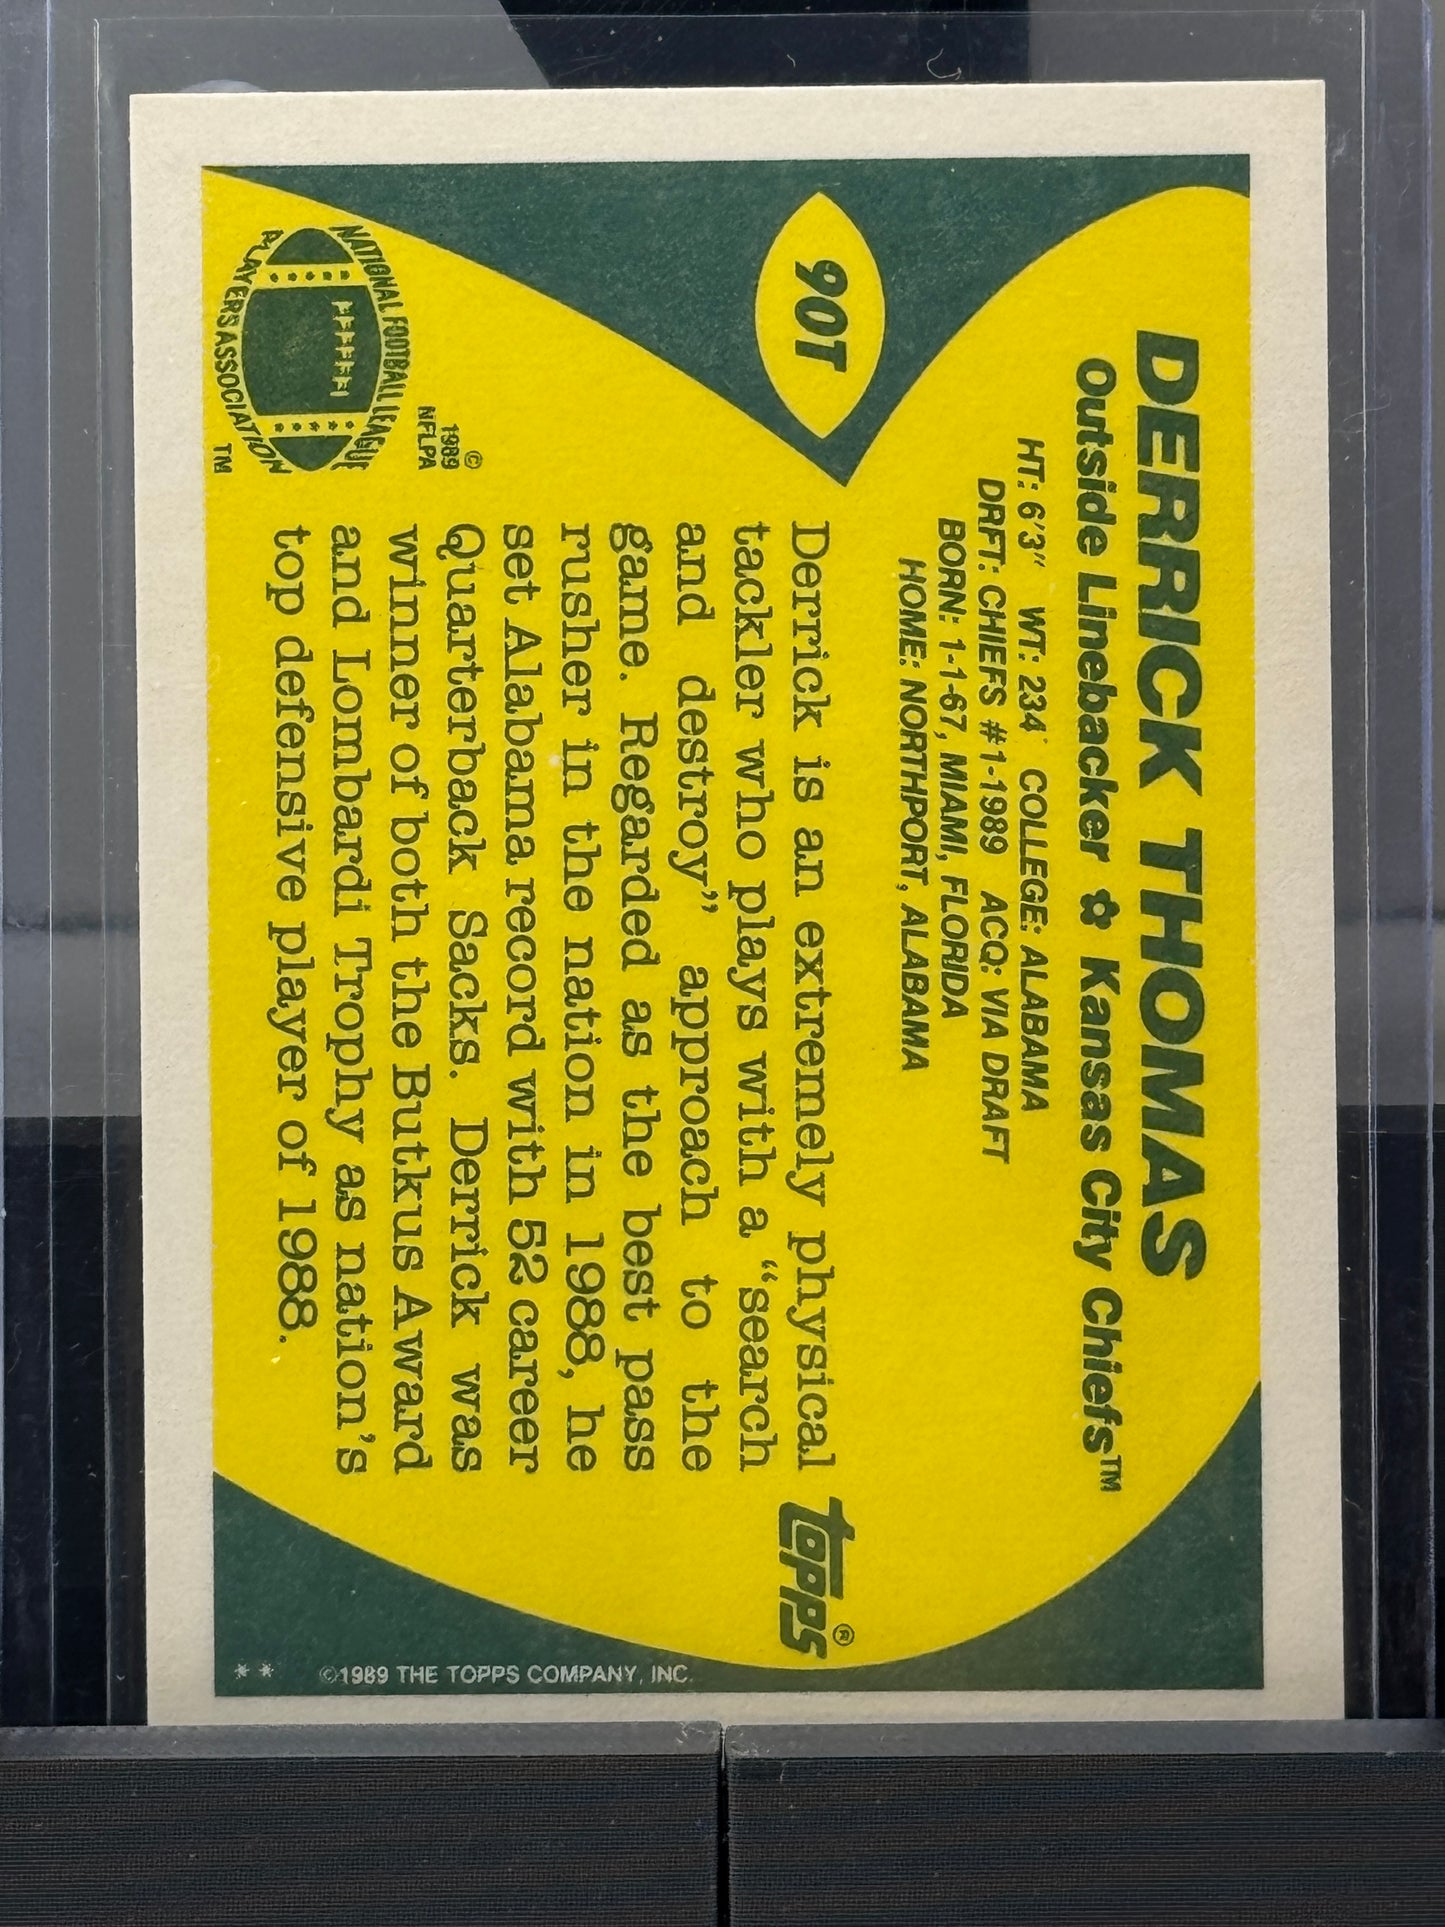 90T
DERRICK THOMAS
Outside Linebacker ✿ Kansas City Chiefs™
HT: 6'3" WT: 234 COLLEGE: ALABAMA
DRFT: CHIEFS #1-1989 ACQ: VIA DRAFT
BORN: 1-1-67, MIAMI, FLORIDA
HOME: NORTHPORT, ALABAMA
Derrick is an extremely physical
tackler who plays with a “search
and destroy” approach to the
game. Regarded as the best pass
rusher in the nation in 1988, he
set Alabama record with 52 career
Quarterback Sacks. Derrick was
winner of both the Butkus Award
and Lombardi Trophy as nation's
top defensive player of 1988.
©
1989
NFLPA
NATIONAL FOOTBALL LEAGUE
PLAYERS ASSOCIATION
TM
TOPPS®
** ©1989 THE TOPPS COMPANY, INC.